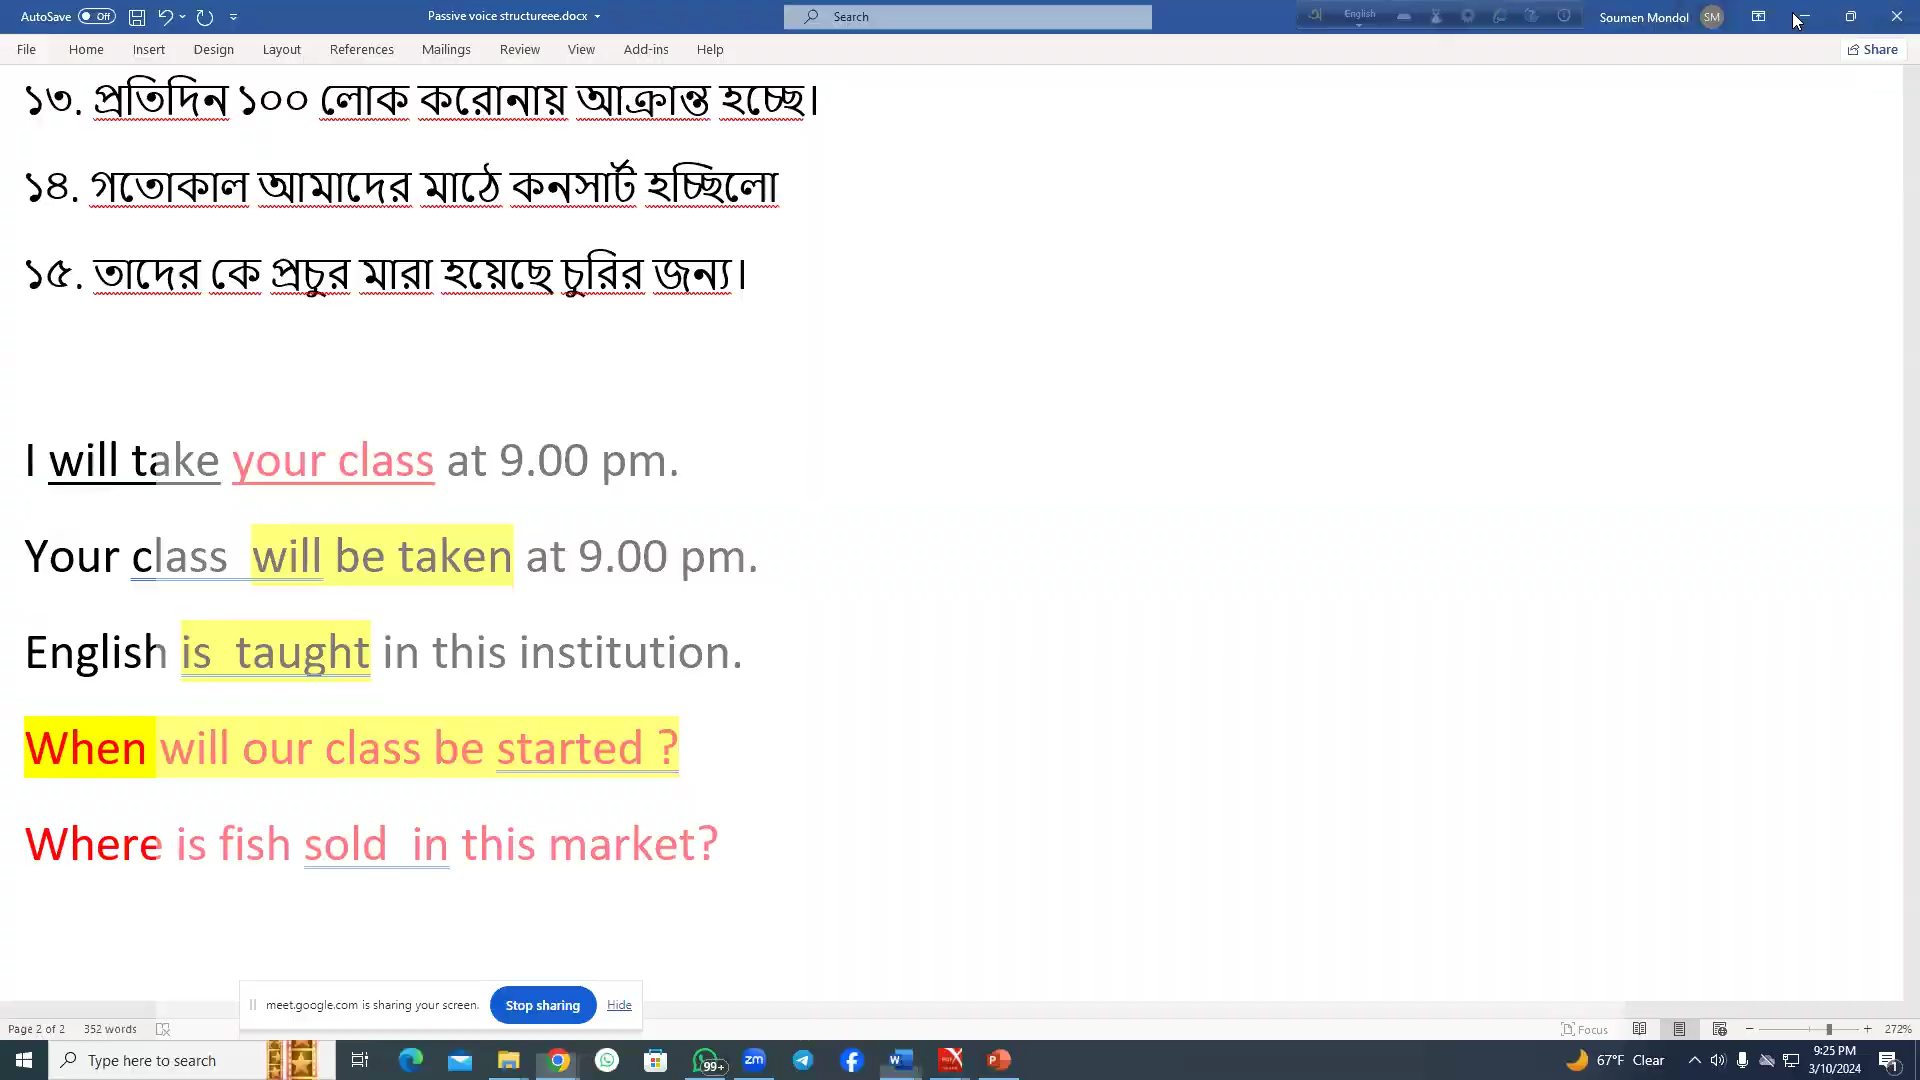 AutoSave Off Passive voice structureee.docx Search English Soumen Mondol SM
File Home Insert Design Layout References Mailings Review View Add-ins Help Share
১৩. প্রতিদিন ১০০ লোক করোনায় আক্রান্ত হচ্ছে।
১৪. গতোকাল আমাদের মাঠে কনসার্ট হচ্ছিলো
১৫. তাদের কে প্রচুর মারা হয়েছে চুরির জন্য।
I will take your class at 9.00 pm.
Your class will be taken at 9.00 pm.
English is taught in this institution.
When will our class be started ?
Where is fish sold in this market?
meet.google.com is sharing your screen. Stop sharing Hide
Page 2 of 2 352 words Focus 272%
Type here to search 99+ zm 67°F Clear 9:25 PM
3/10/2024